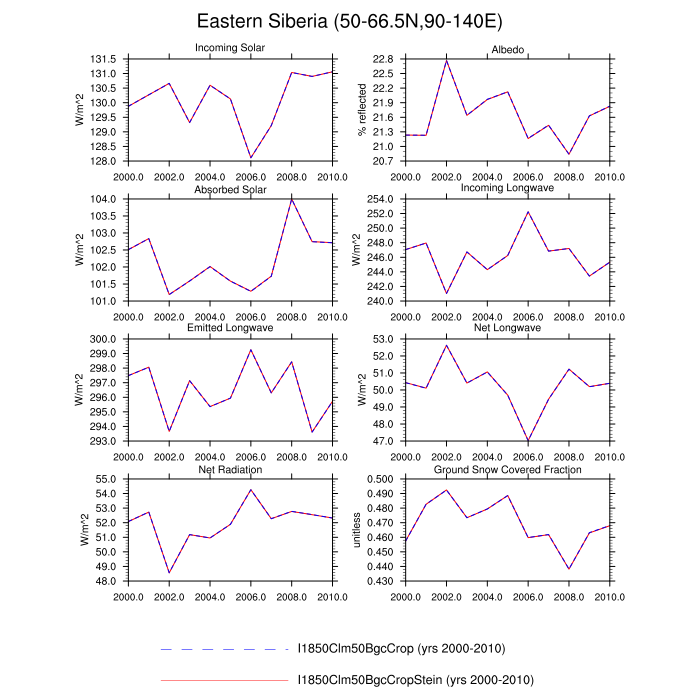 Eastern Siberia (50-66.5N,90-140E)
Incoming Solar
W/m^2
131.5
131.0
130.5
130.0
129.5
129.0
128.5
128.0
2000.0 2002.0 2004.0 2006.0 2008.0 2010.0
Albedo
% reflected
22.8
22.5
22.2
21.9
21.6
21.3
21.0
20.7
2000.0 2002.0 2004.0 2006.0 2008.0 2010.0
Absorbed Solar
W/m^2
104.0
103.5
103.0
102.5
102.0
101.5
101.0
2000.0 2002.0 2004.0 2006.0 2008.0 2010.0
Incoming Longwave
W/m^2
254.0
252.0
250.0
248.0
246.0
244.0
242.0
240.0
2000.0 2002.0 2004.0 2006.0 2008.0 2010.0
Emitted Longwave
W/m^2
300.0
299.0
298.0
297.0
296.0
295.0
294.0
293.0
2000.0 2002.0 2004.0 2006.0 2008.0 2010.0
Net Longwave
W/m^2
53.0
52.0
51.0
50.0
49.0
48.0
47.0
2000.0 2002.0 2004.0 2006.0 2008.0 2010.0
Net Radiation
W/m^2
55.0
54.0
53.0
52.0
51.0
50.0
49.0
48.0
2000.0 2002.0 2004.0 2006.0 2008.0 2010.0
Ground Snow Covered Fraction
unitless
0.500
0.490
0.480
0.470
0.460
0.450
0.440
0.430
2000.0 2002.0 2004.0 2006.0 2008.0 2010.0
I1850Clm50BgcCrop (yrs 2000-2010)
I1850Clm50BgcCropStein (yrs 2000-2010)